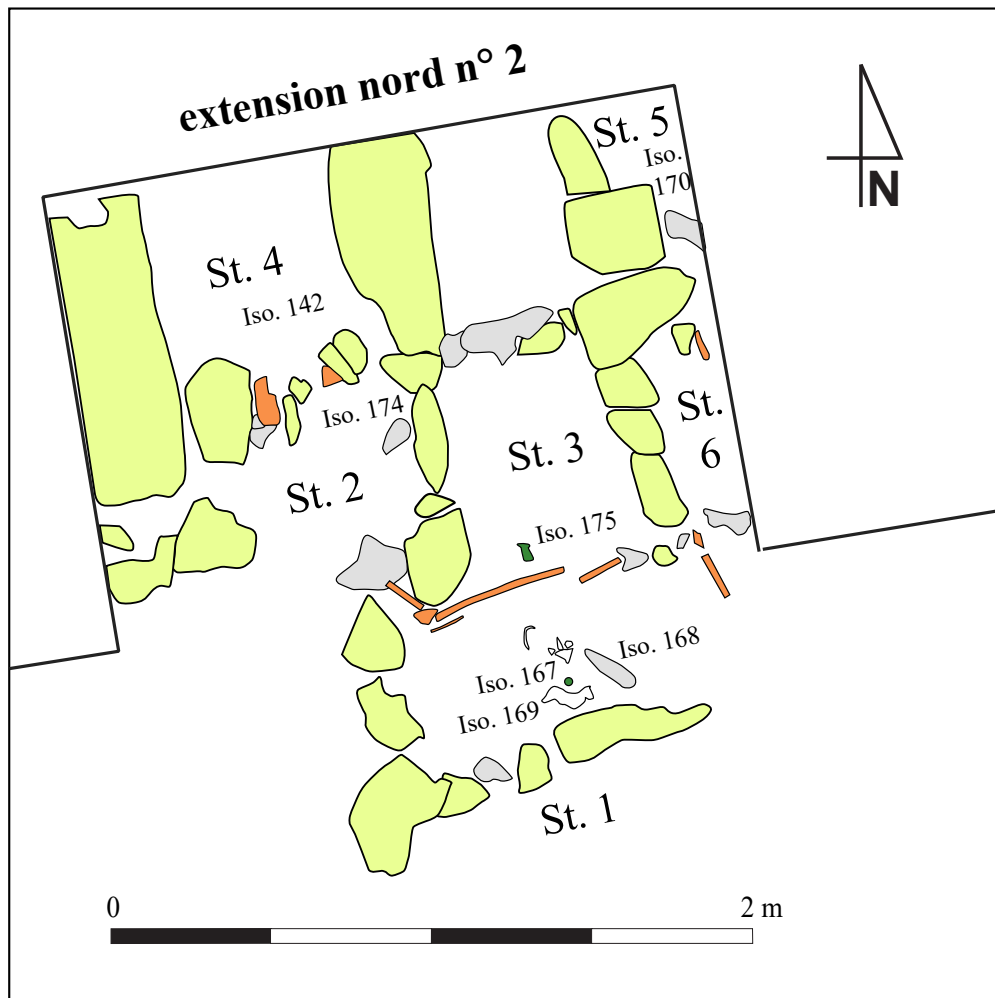 extension nord n° 2
St. 5
Iso.
170
N
St. 4
Iso. 142
Iso. 174
St. 3
St.
6
St. 2
Iso. 175
Iso. 168
Iso. 167
Iso. 169
St. 1
0
2 m